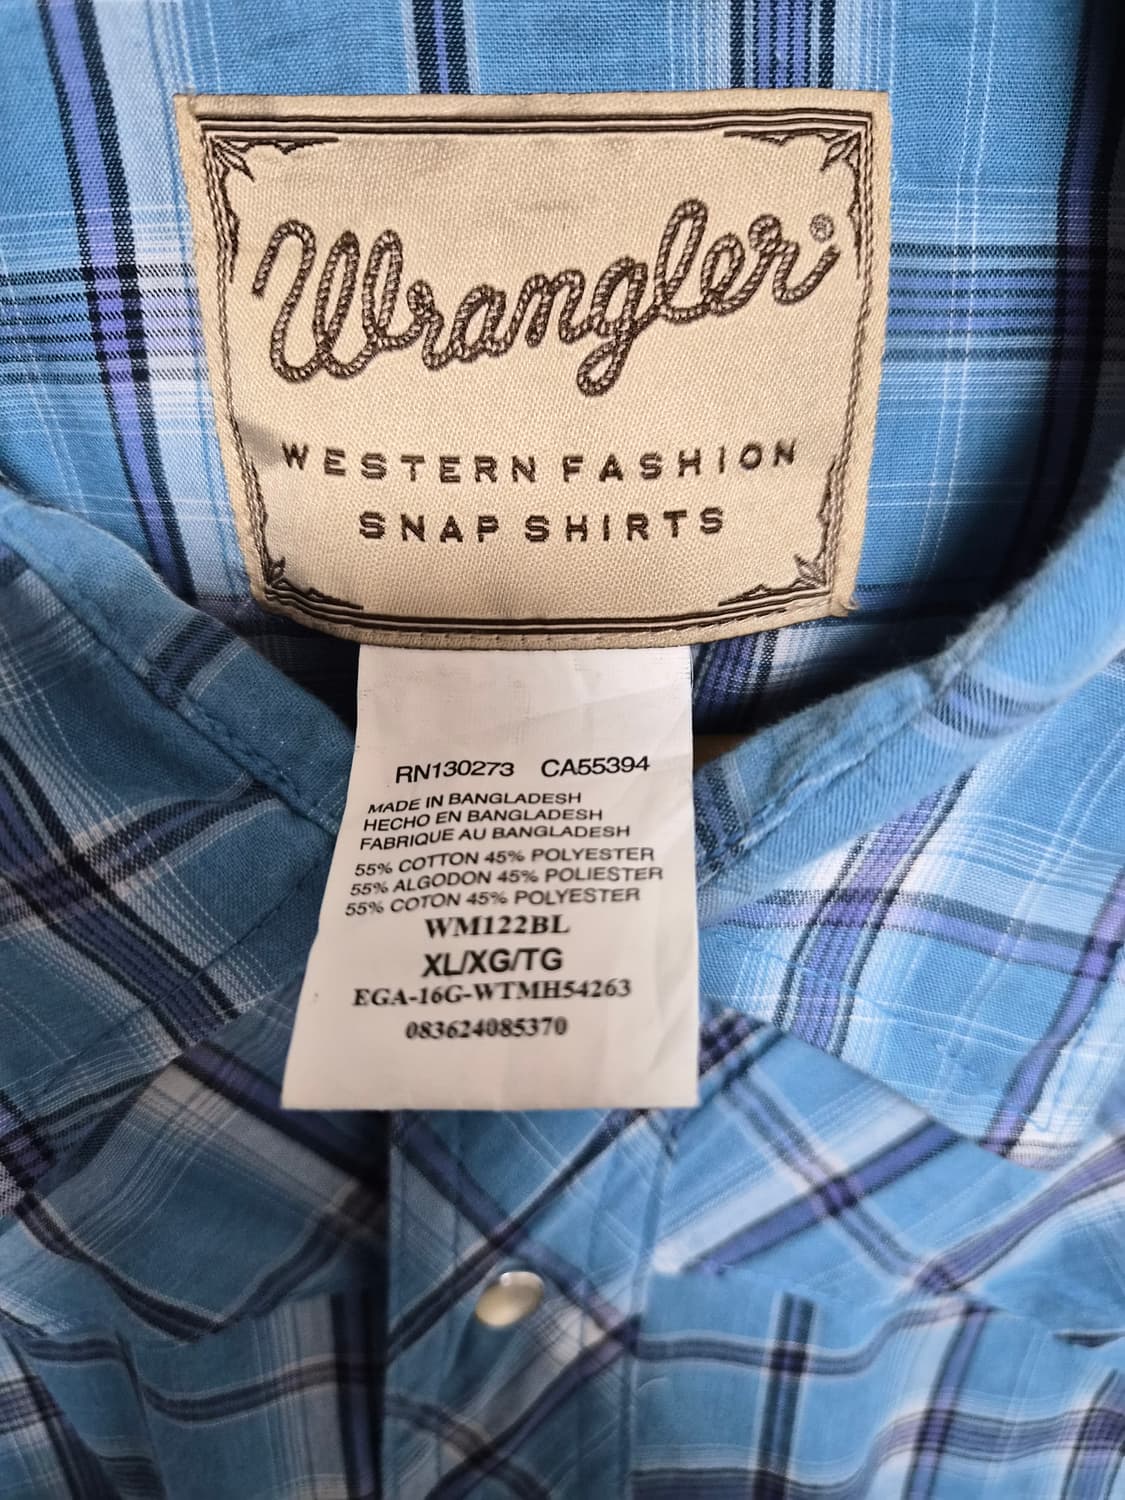 Wrangler®
WESTERN FASHION
SNAP SHIRTS
RN130273 CA55394
MADE IN BANGLADESH
HECHO EN BANGLADESH
FABRIQUE AU BANGLADESH
55% COTTON 45% POLYESTER
55% ALGODON 45% POLIESTER
55% COTON 45% POLYESTER
WM122BL
XL/XG/TG
EGA-16G-WTMH54263
083624085370